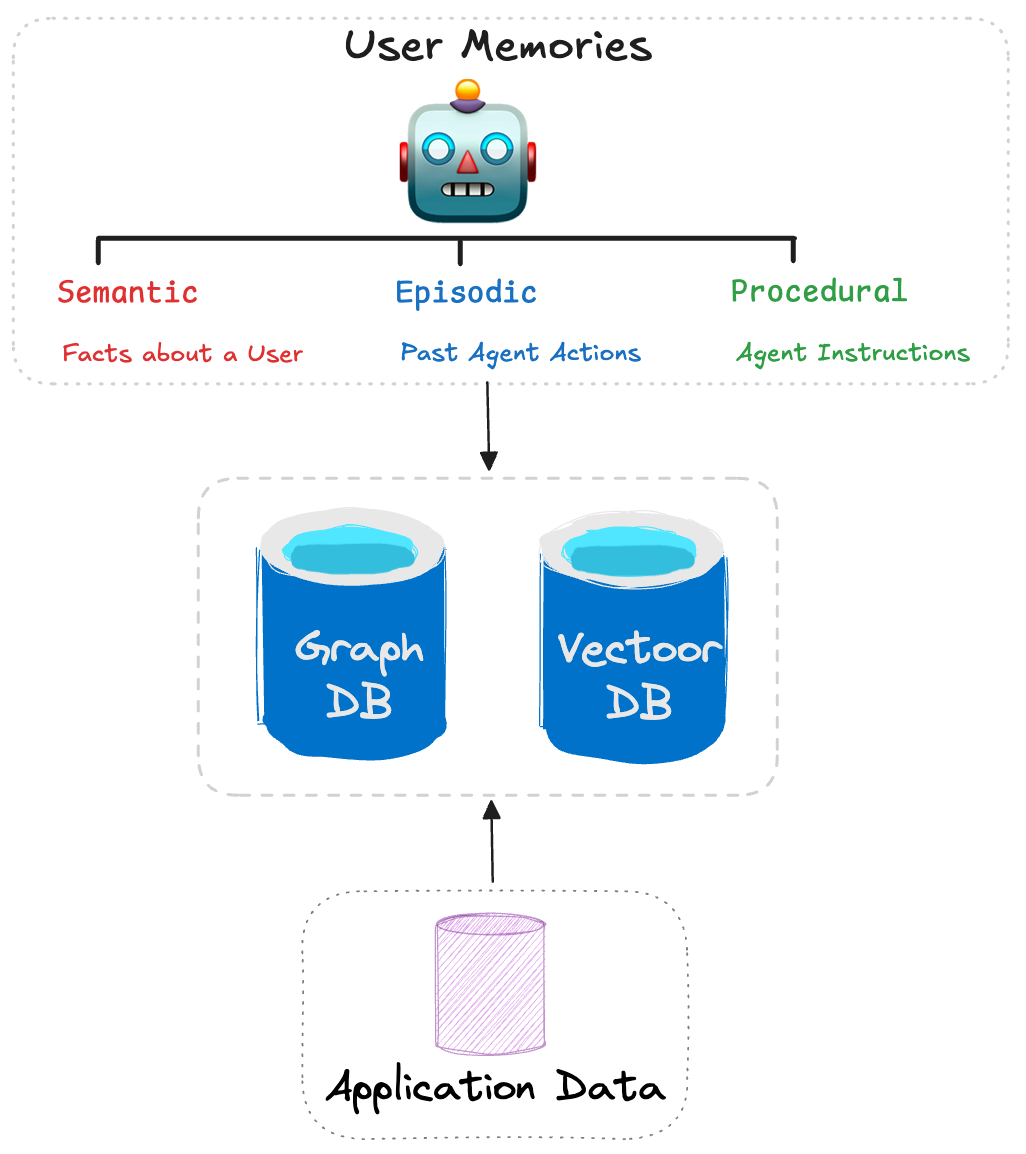 User Memories
Semantic
Episodic
Procedural
Facts about a User
Past Agent Actions
Agent Instructions
Graph
DB
Vectoor
DB
Application Data